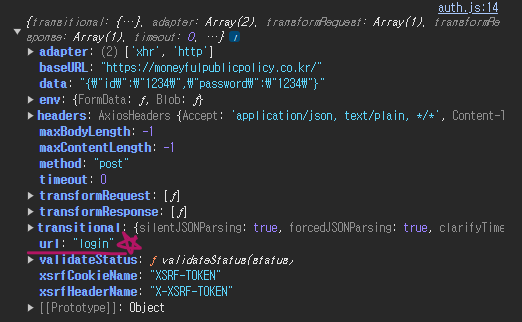 auth.js:14
{transitional: {…}, adapter: Array(2), transformRequest: Array(1), transformRe
sponse: Array(1), timeout: 0, …} i
adapter: (2) ['xhr', 'http']
baseURL: "https://moneyfulpublicpolicy.co.kr/"
data: "{₩"id₩":₩"1234₩",₩"password₩":₩"1234₩"}"
env: {FormData: ƒ, Blob: ƒ}
headers: AxiosHeaders {Accept: 'application/json, text/plain, */*', Content-T
maxBodyLength: -1
maxContentLength: -1
method: "post"
timeout: 0
transformRequest: [ƒ]
transformResponse: [ƒ]
transitional: {silentJSONParsing: true, forcedJSONParsing: true, clarifyTime
url: "login"
validateStatus: ƒ validateStatus(status)
xsrfCookieName: "XSRF-TOKEN"
xsrfHeaderName: "X-XSRF-TOKEN"
[[Prototype]]: Object